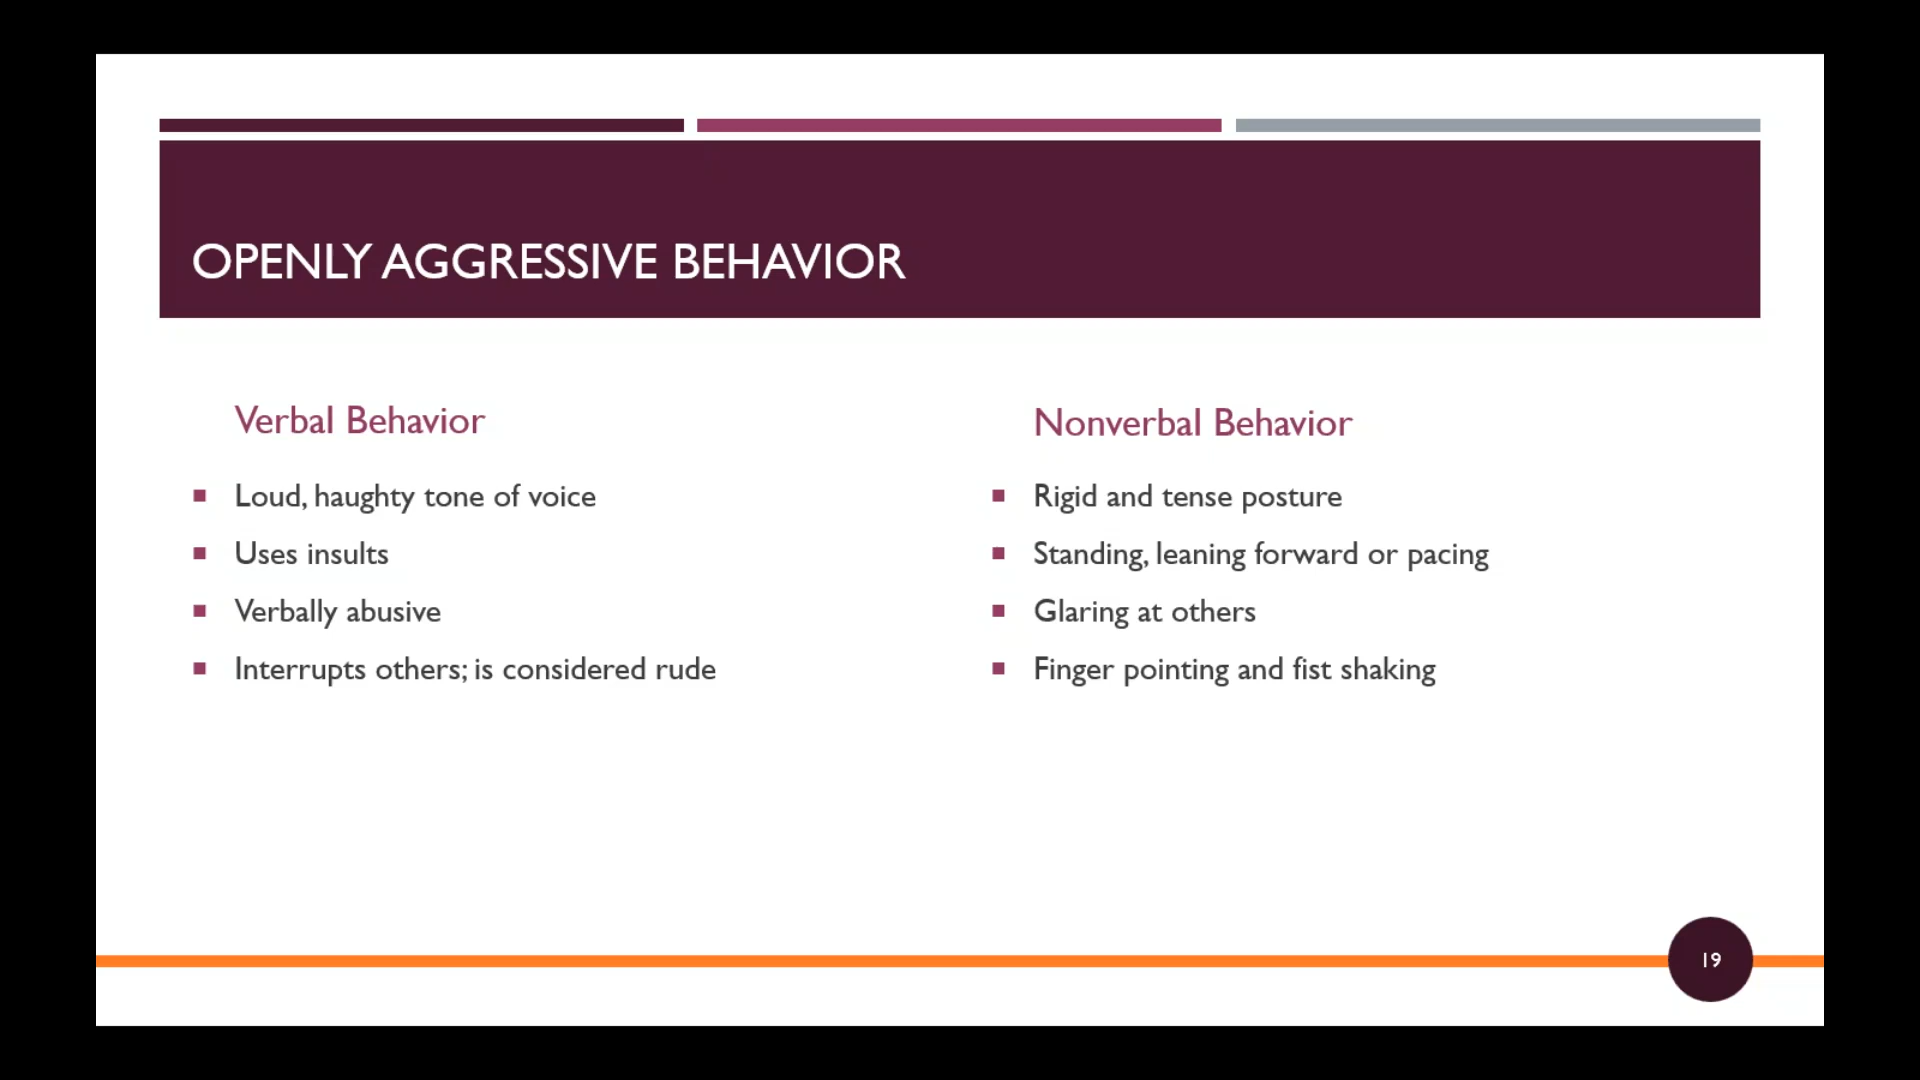 OPENLY AGGRESSIVE BEHAVIOR
Verbal Behavior
Loud, haughty tone of voice
Uses insults
Verbally abusive
Interrupts others; is considered rude
Nonverbal Behavior
Rigid and tense posture
Standing, leaning forward or pacing
Glaring at others
Finger pointing and fist shaking
19